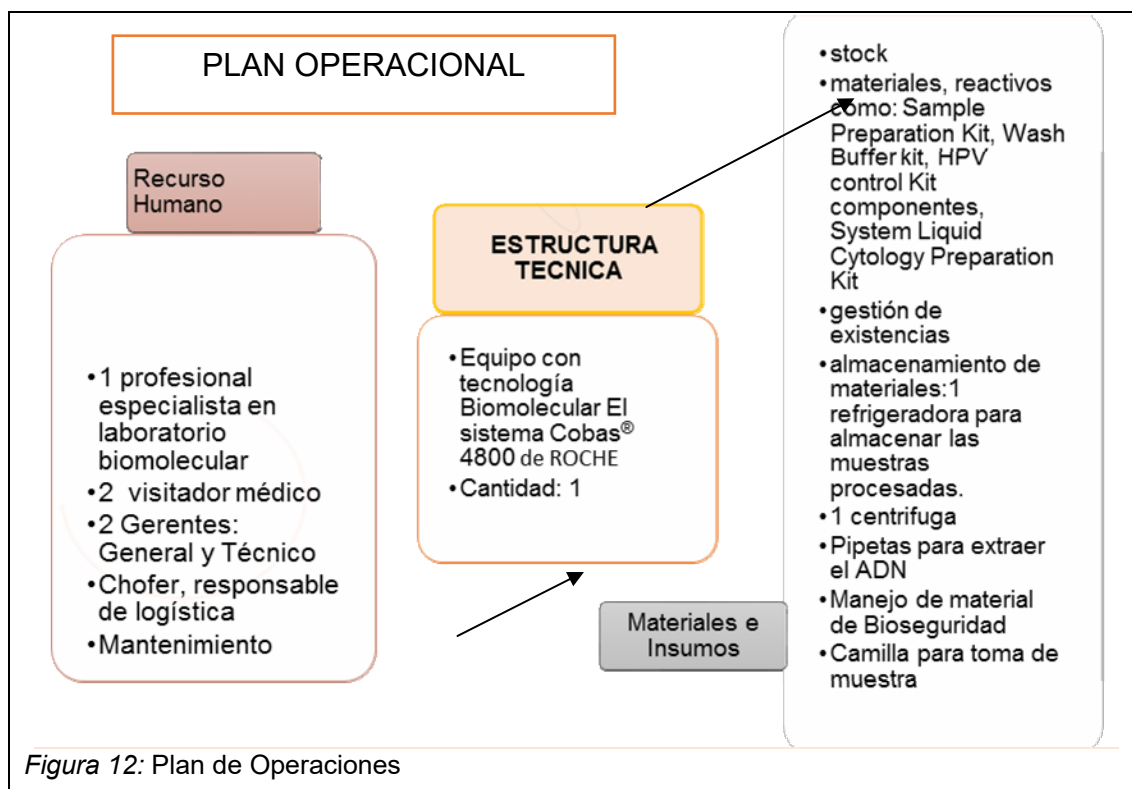 PLAN OPERACIONAL
Recurso
Humano
•1 profesional
especialista en
laboratorio
biomolecular
•2 visitador médico
•2 Gerentes:
General y Técnico
•Chofer, responsable
de logística
•Mantenimiento
ESTRUCTURA
TECNICA
•Equipo con
tecnología
Biomolecular El
sistema Cobas®
4800 de ROCHE
•Cantidad: 1
Materiales e
Insumos
•stock
•materiales, reactivos
como: Sample
Preparation Kit, Wash
Buffer kit, HPV
control Kit
componentes,
System Liquid
Cytology Preparation
Kit
•gestión de
existencias
•almacenamiento de
materiales:1
refrigeradora para
almacenar las
muestras
procesadas.
•1 centrifuga
•Pipetas para extraer
el ADN
•Manejo de material
de Bioseguridad
•Camilla para toma de
muestra
Figura 12: Plan de Operaciones